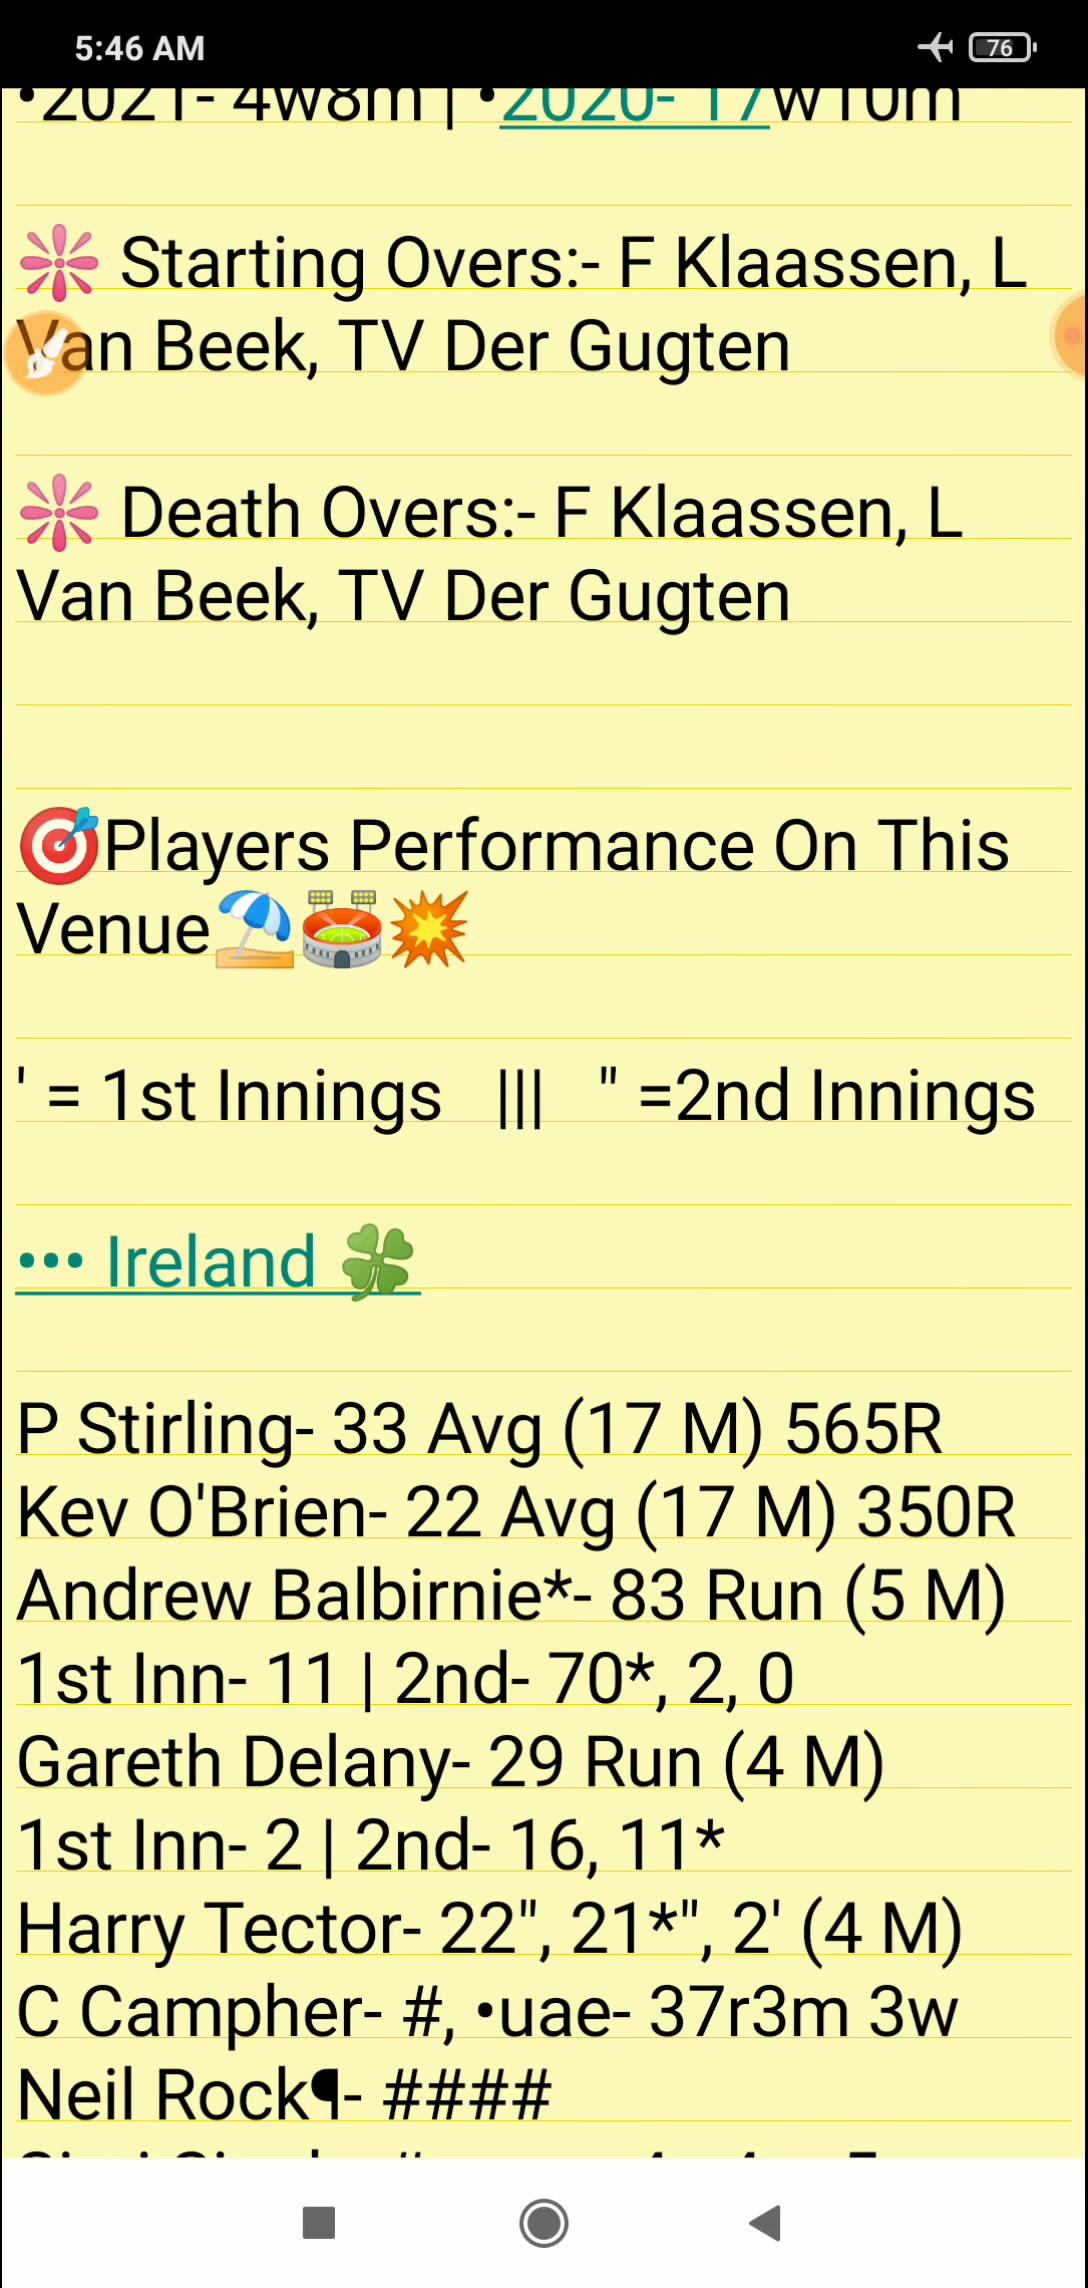 5:46 AM
76
•2021- 4w8m | •2020- 17w10m
Starting Overs:- F Klaassen, L
Van Beek, TV Der Gugten
Death Overs:- F Klaassen, L
Van Beek, TV Der Gugten
🎯Players Performance On This
Venue⛱️🏟️💥
' = 1st Innings ||| " =2nd Innings
••• Ireland 🍀
P Stirling- 33 Avg (17 M) 565R
Kev O'Brien- 22 Avg (17 M) 350R
Andrew Balbirnie*- 83 Run (5 M)
1st Inn- 11 | 2nd- 70*, 2, 0
Gareth Delany- 29 Run (4 M)
1st Inn- 2 | 2nd- 16, 11*
Harry Tector- 22", 21*", 2' (4 M)
C Campher- #, •uae- 37r3m 3w
Neil Rock¶- ####